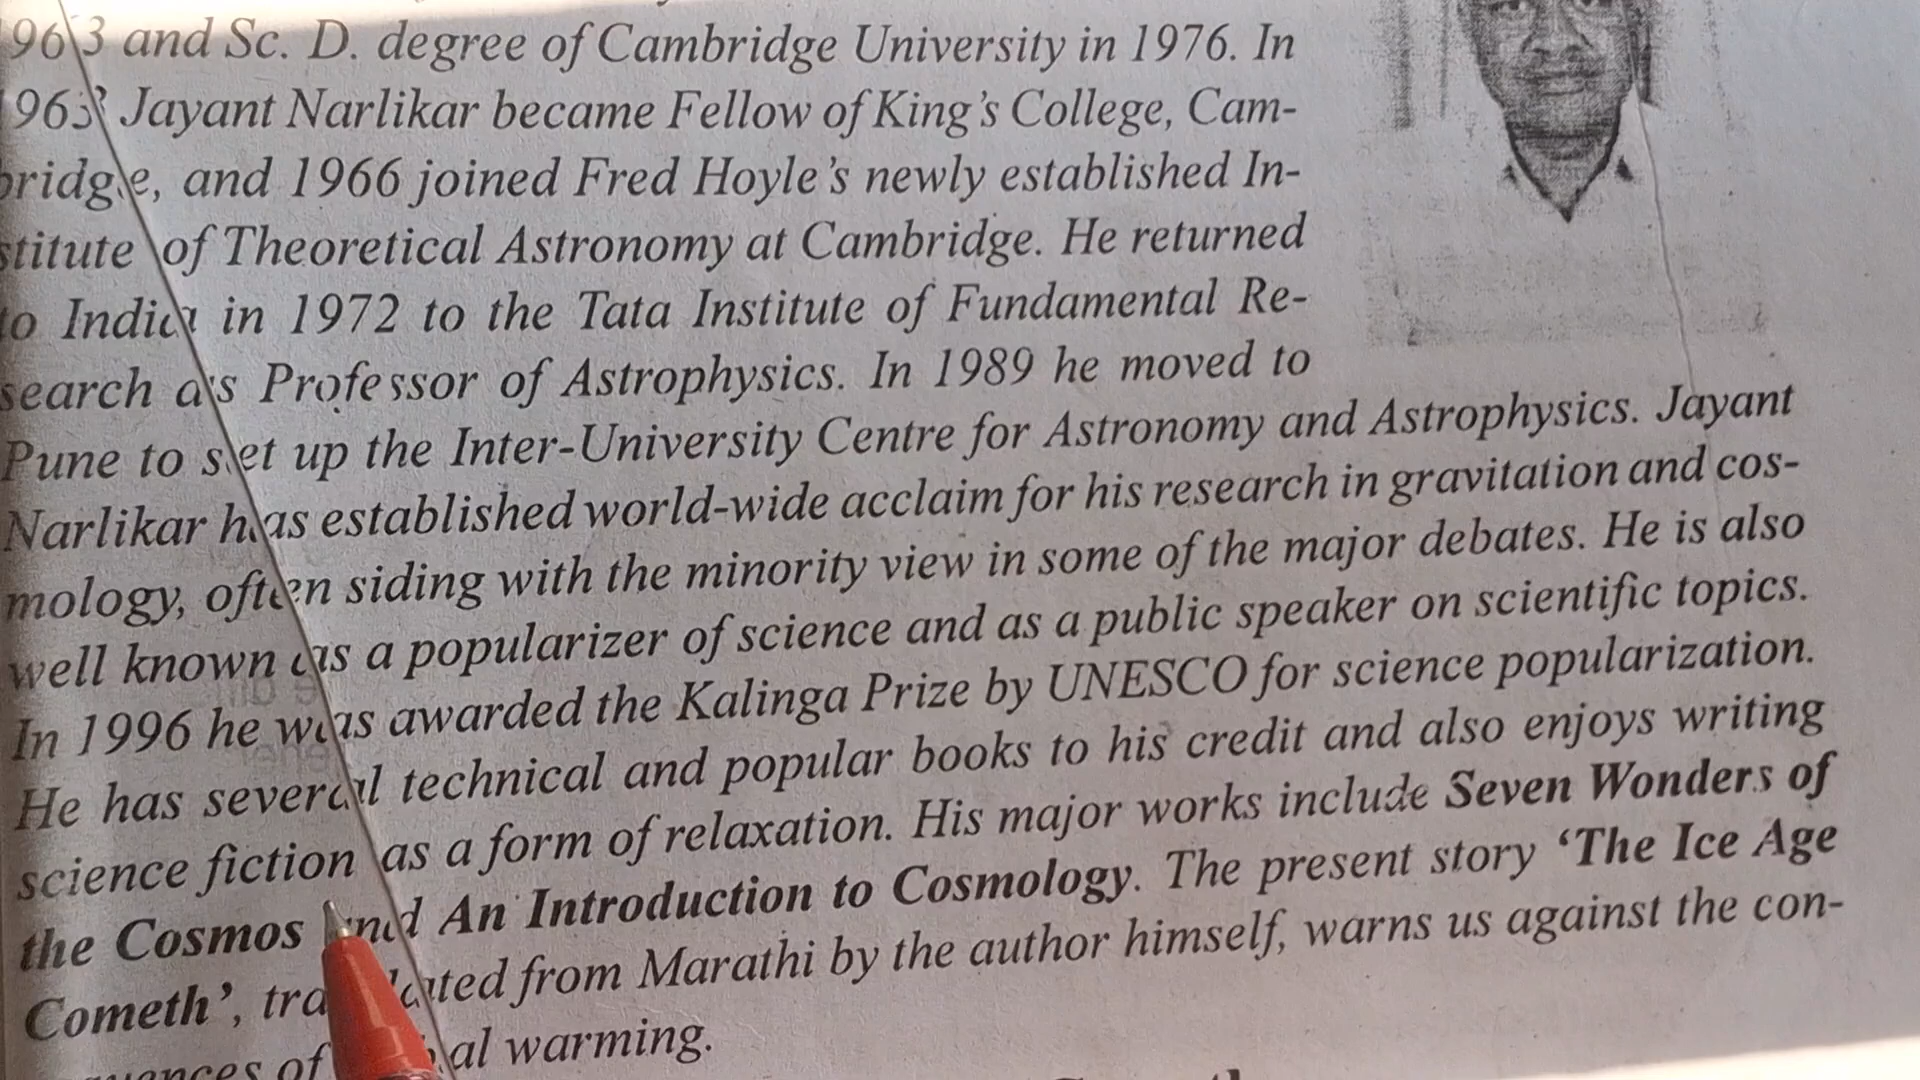 963 and Sc. D. degree of Cambridge University in 1976. In
963 Jayant Narlikar became Fellow of King's College, Cam-
bridge, and 1966 joined Fred Hoyle's newly established In-
stitute of Theoretical Astronomy at Cambridge. He returned
to India in 1972 to the Tata Institute of Fundamental Re-
search as Professor of Astrophysics. In 1989 he moved to
Pune to set up the Inter-University Centre for Astronomy and Astrophysics. Jayant
Narlikar has established world-wide acclaim for his research in gravitation and cos-
mology, often siding with the minority view in some of the major debates. He is also
well known as a popularizer of science and as a public speaker on scientific topics.
In 1996 he was awarded the Kalinga Prize by UNESCO for science popularization.
He has several technical and popular books to his credit and also enjoys writing
science fiction as a form of relaxation. His major works include Seven Wonders of
the Cosmos and An Introduction to Cosmology. The present story 'The Ice Age
Cometh', translated from Marathi by the author himself, warns us against the con-
of warming.